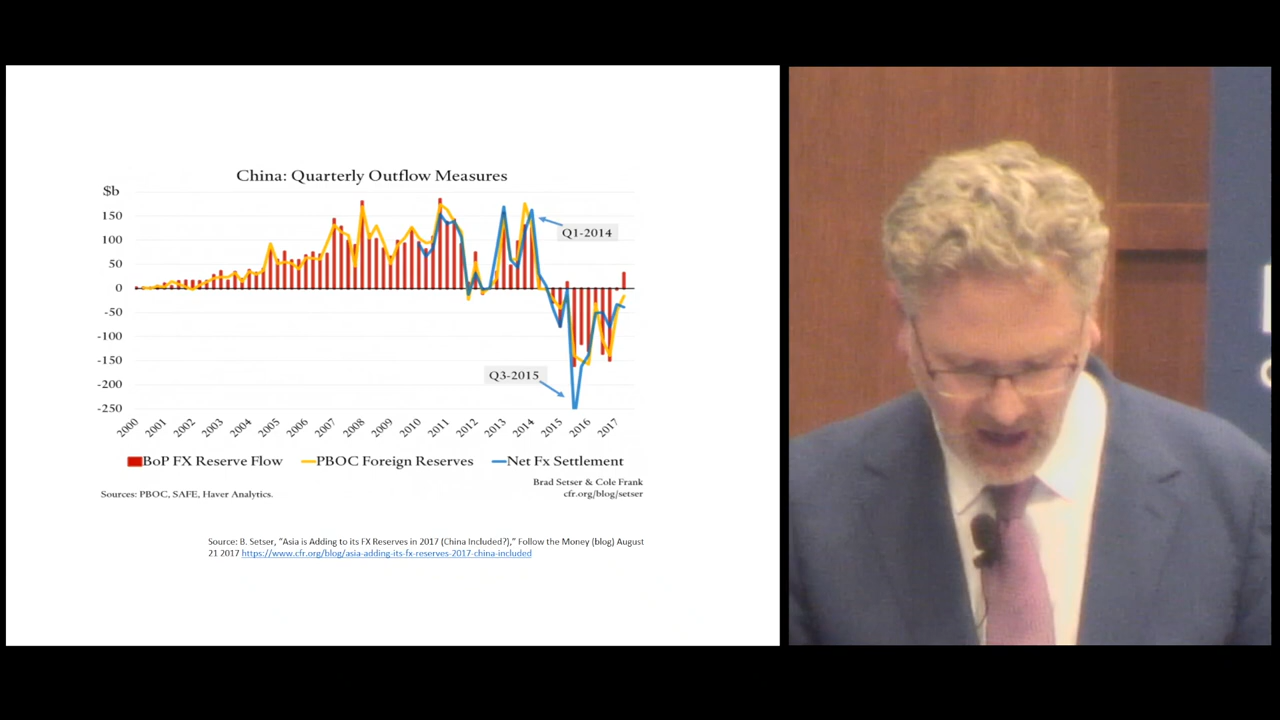 China: Quarterly Outflow Measures
$b
150
100
50
0
-50
-100
-150
-200
-250
Q1-2014
Q3-2015
2000 2001 2002 2003 2004 2005 2006 2007 2008 2009 2010 2011 2012 2013 2014 2015 2016 2017
BoP FX Reserve Flow PBOC Foreign Reserves Net Fx Settlement
Brad Setser & Cole Frank
Sources: PBOC, SAFE, Haver Analytics. cfr.org/blog/setser
Source: B. Setser, "Asia is Adding to its FX Reserves in 2017 (China Included?)," Follow the Money (blog) August
21 2017 https://www.cfr.org/blog/asia-adding-its-fx-reserves-2017-china-included